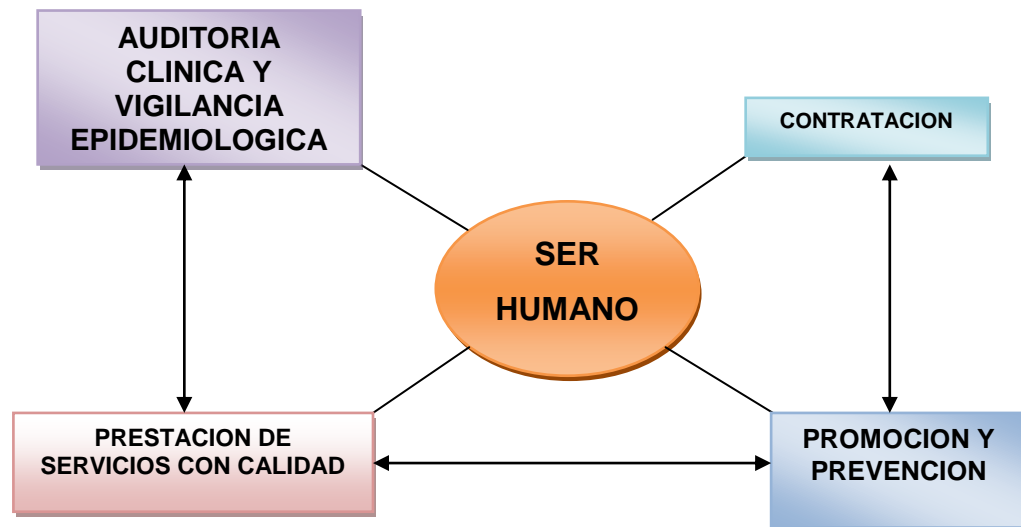 AUDITORIA
CLINICA Y
VIGILANCIA
EPIDEMIOLOGICA
CONTRATACION
SER
HUMANO
PRESTACION DE
SERVICIOS CON CALIDAD
PROMOCION Y
PREVENCION